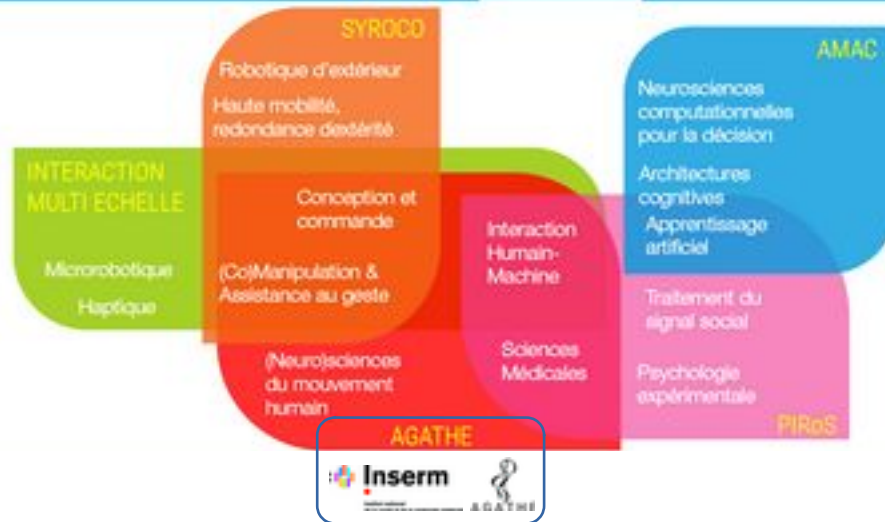 SYROCO
Robotique d'extérieur
Haute mobilité,
redondance dextérité
AMAC
Neurosciences
computationnelles
pour la décision
Architectures
cognitives
Apprentissage
artificiel
INTERACTION
MULTI ECHELLE
Microrobotique
Haptique
Conception et
commande
(Co)Manipulation &
Assistance au geste
Interaction
Humain-
Machine
Traitement du
signal social
(Neuro)sciences
du mouvement
humain
Sciences
Médicales
Psychologie
expérimentale
PIRoS
AGATHE
Inserm
AGATHE